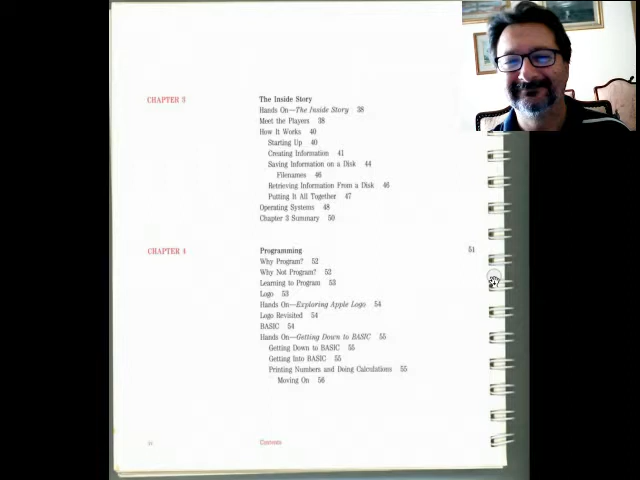 CHAPTER 3
The Inside Story
Hands On—The Inside Story 38
Meet the Players 38
How It Works 40
Starting Up 40
Creating Information 41
Saving Information on a Disk 44
Filenames 46
Retrieving Information From a Disk 46
Putting It All Together 47
Operating Systems 48
Chapter 3 Summary 50
CHAPTER 4
Programming 51
Why Program? 52
Why Not Program? 52
Learning to Program 53
Logo 53
Hands On—Exploring Apple Logo 54
Logo Revisited 54
BASIC 54
Hands On—Getting Down to BASIC 55
Getting Down to BASIC 55
Getting Into BASIC 55
Printing Numbers and Doing Calculations 55
Moving On 56
Contents